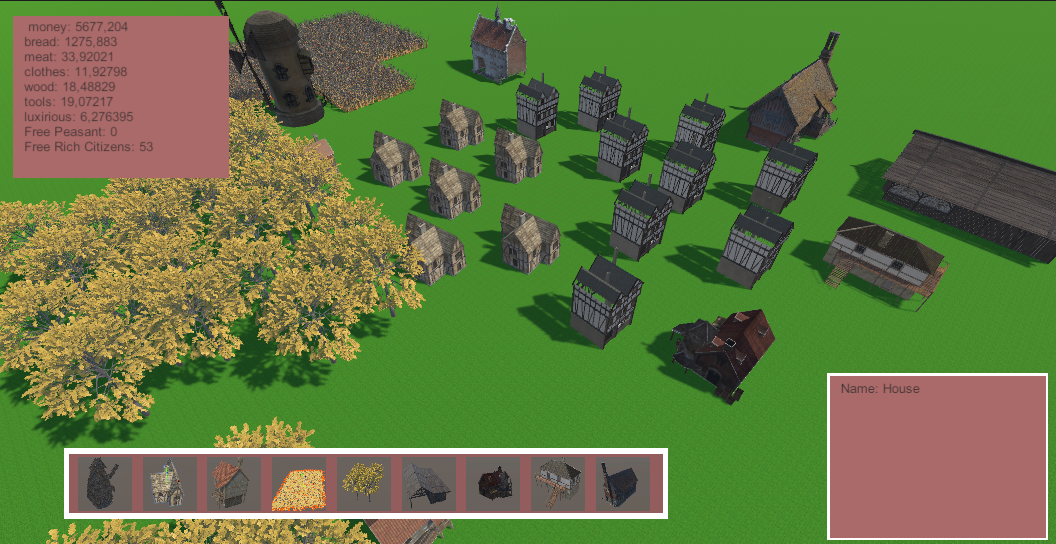 money: 5677,204
bread: 1275,883
meat: 33,92021
clothes: 11,92798
wood: 18,48829
tools: 19,07217
luxirious: 6,276395
Free Peasant: 0
Free Rich Citizens: 53
Name: House